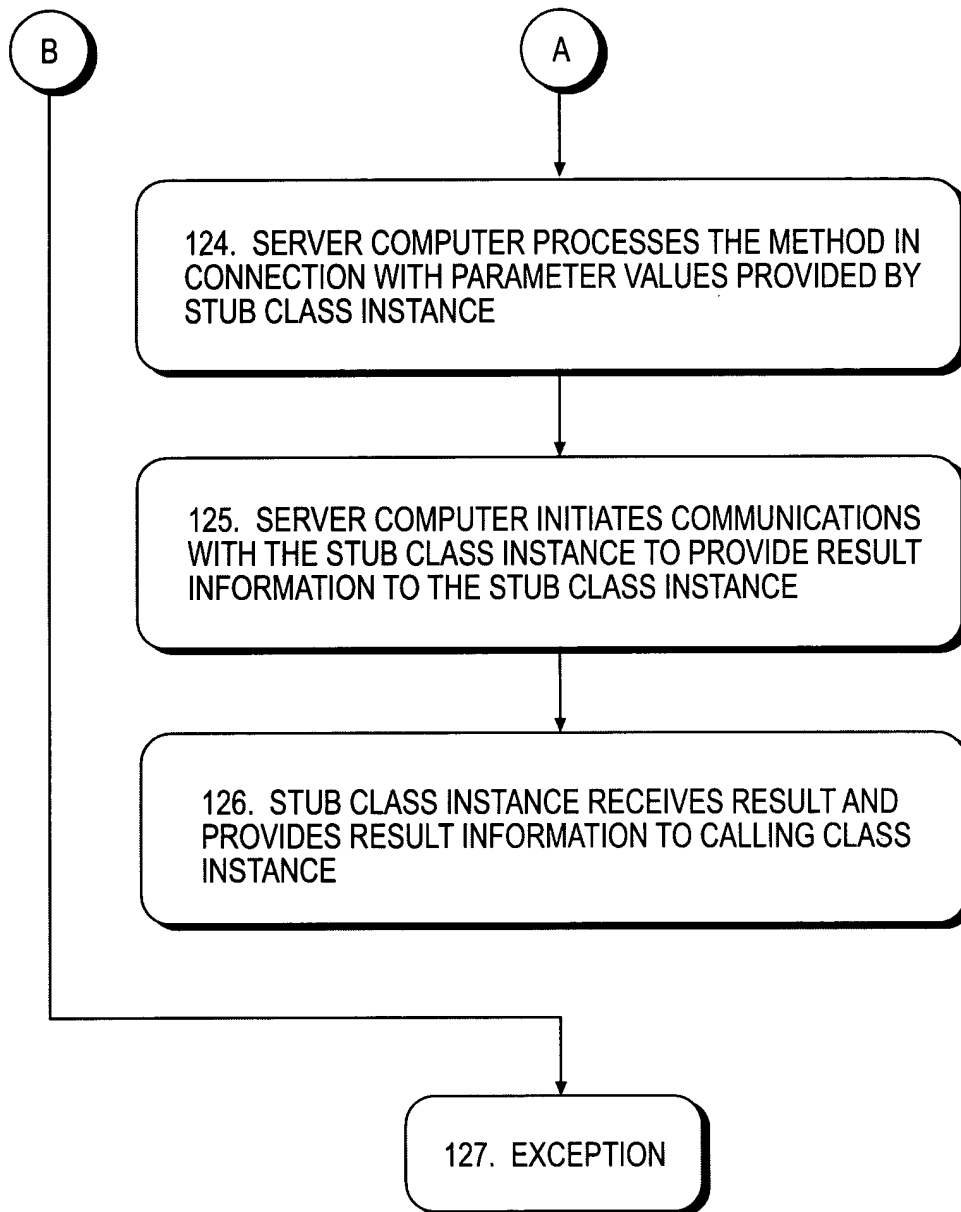 B
A
124. SERVER COMPUTER PROCESSES THE METHOD IN
CONNECTION WITH PARAMETER VALUES PROVIDED BY
STUB CLASS INSTANCE
125. SERVER COMPUTER INITIATES COMMUNICATIONS
WITH THE STUB CLASS INSTANCE TO PROVIDE RESULT
INFORMATION TO THE STUB CLASS INSTANCE
126. STUB CLASS INSTANCE RECEIVES RESULT AND
PROVIDES RESULT INFORMATION TO CALLING CLASS
INSTANCE
127. EXCEPTION